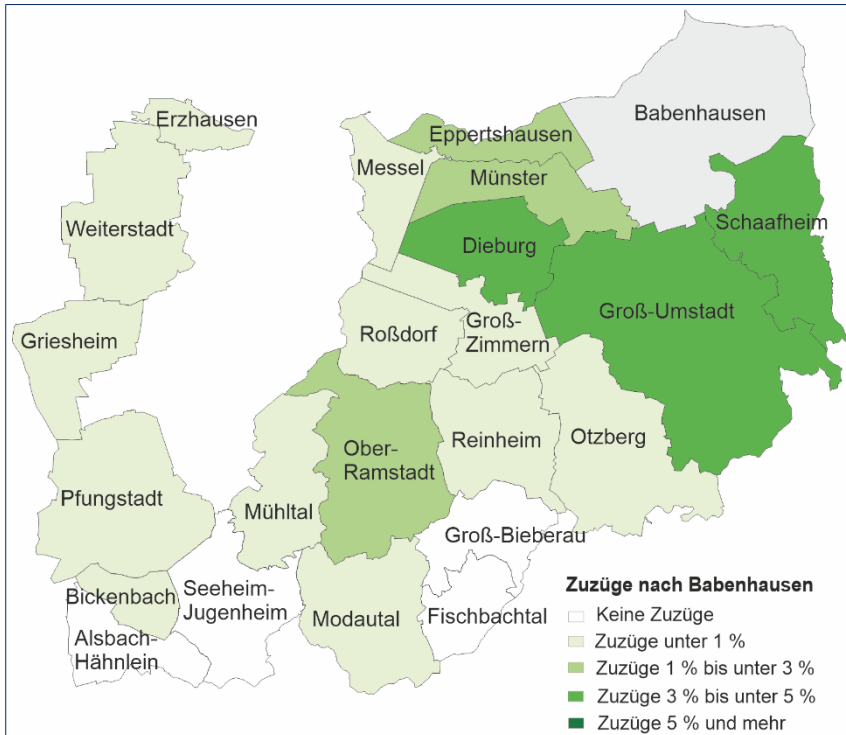 Erzhausen
Babenhausen
Eppertshausen
Messel
Münster
Weiterstadt
Schaafheim
Dieburg
Groß-Umstadt
Griesheim
Roßdorf
Groß-
Zimmern
Reinheim
Otzberg
Ober-
Ramstadt
Pfungstadt
Mühltal
Groß-Bieberau
Bickenbach
Seeheim-
Jugenheim
Modautal
Fischbachtal
Alsbach-
Hähnlein
Zuzüge nach Babenhausen
Keine Zuzüge
Zuzüge unter 1 %
Zuzüge 1 % bis unter 3 %
Zuzüge 3 % bis unter 5 %
Zuzüge 5 % und mehr